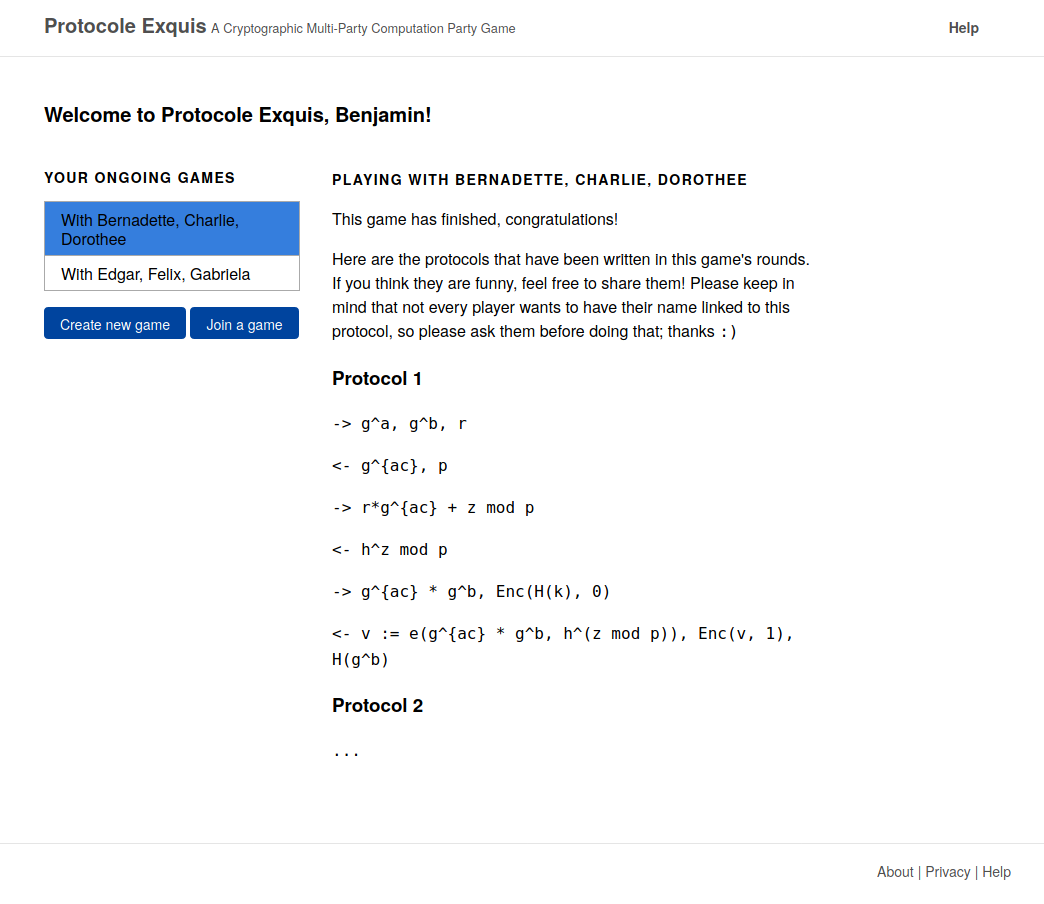 Protocole Exquis A Cryptographic Multi-Party Computation Party Game
Help
Welcome to Protocole Exquis, Benjamin!
YOUR ONGOING GAMES
With Bernadette, Charlie,
Dorothee
With Edgar, Felix, Gabriela
Create new game
Join a game
PLAYING WITH BERNADETTE, CHARLIE, DOROTHEE
This game has finished, congratulations!
Here are the protocols that have been written in this game's rounds.
If you think they are funny, feel free to share them! Please keep in
mind that not every player wants to have their name linked to this
protocol, so please ask them before doing that; thanks :)
Protocol 1
-> g^a, g^b, r
<- g^{ac}, p
-> r*g^{ac} + z mod p
<- h^z mod p
-> g^{ac} * g^b, Enc(H(k), 0)
<- v := e(g^{ac} * g^b, h^(z mod p)), Enc(v, 1),
H(g^b)
Protocol 2
...
About | Privacy | Help